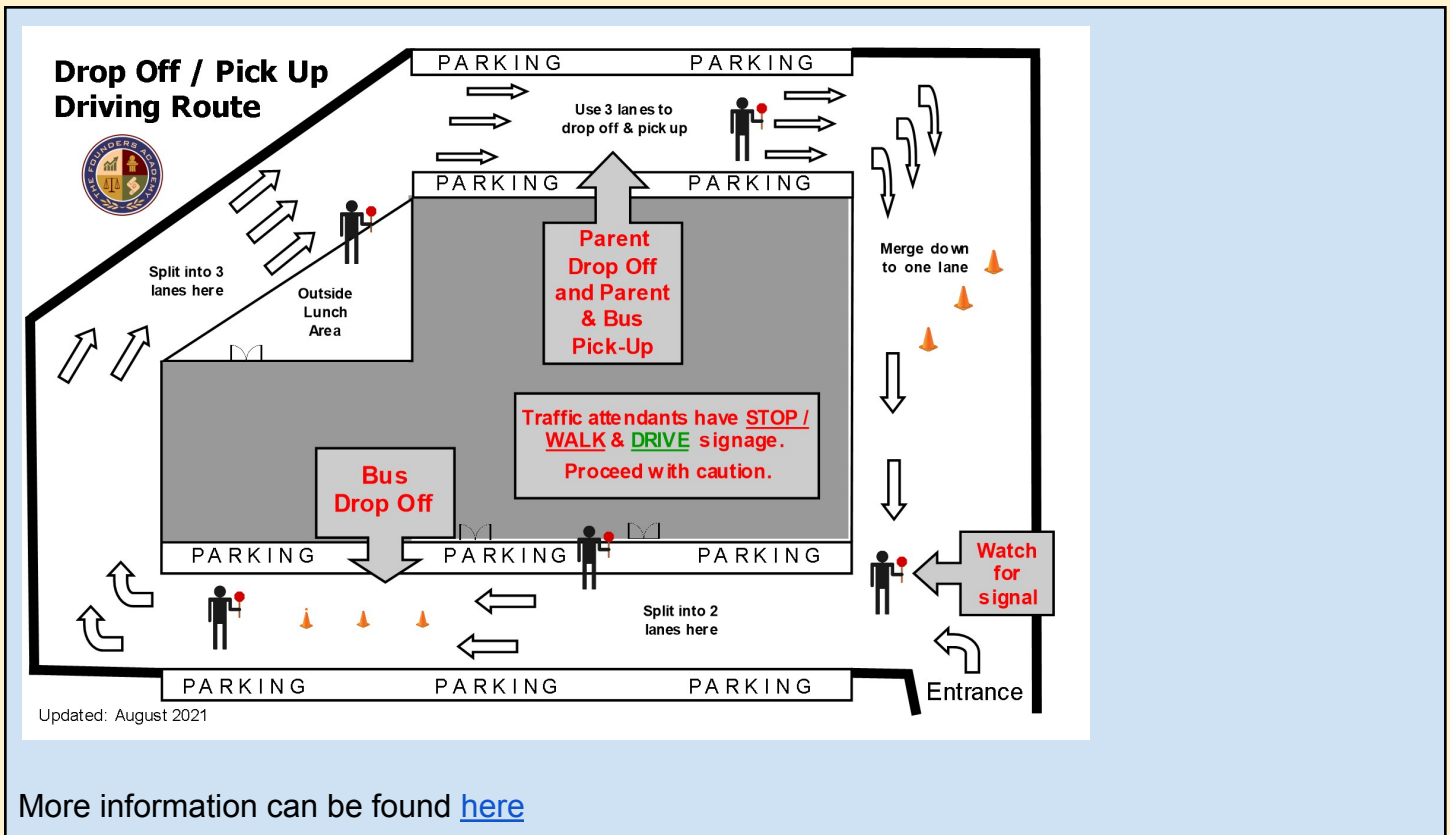 Drop Off / Pick Up
Driving Route
THE FOUNDERS ACADEMY
PARKING PARKING
Use 3 lanes to
drop off & pick up
PARKING PARKING
Split into 3
lanes here
Outside
Lunch
Area
Parent
Drop Off
and Parent
& Bus
Pick-Up
Merge down
to one lane
Traffic attendants have STOP /
WALK & DRIVE signage.
Proceed with caution.
Bus
Drop Off
PARKING PARKING PARKING
Watch
for
signal
Split into 2
lanes here
PARKING PARKING PARKING
Entrance
Updated: August 2021
More information can be found here